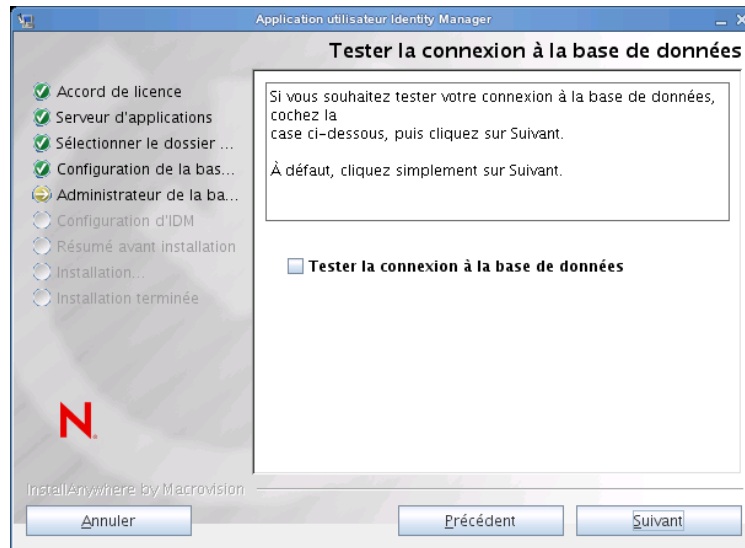 Application utilisateur Identity Manager
Tester la connexion à la base de données
Accord de licence
Serveur d'applications
Sélectionner le dossier ...
Configuration de la bas...
Administrateur de la ba...
Configuration d'IDM
Résumé avant installation
Installation...
Installation terminée
Si vous souhaitez tester votre connexion à la base de données,
cochez la
case ci-dessous, puis cliquez sur Suivant.
À défaut, cliquez simplement sur Suivant.
Tester la connexion à la base de données
N
InstallAnywhere by Macrovision
Annuler
Précédent
Suivant